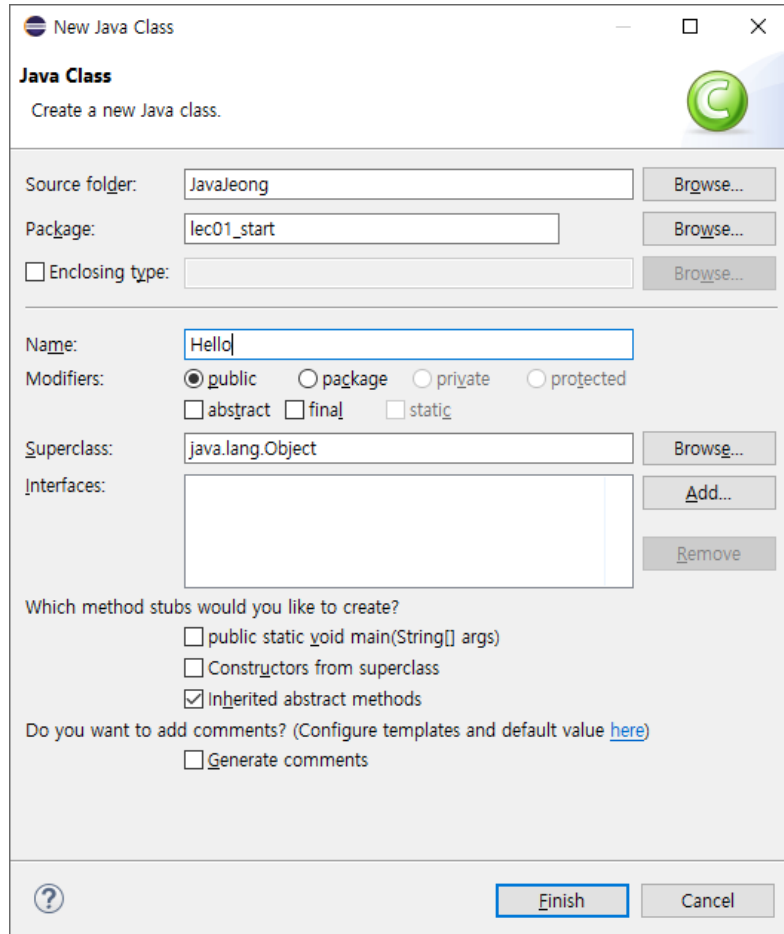 New Java Class
Java Class
Create a new Java class.
Source folder: JavaJeong Browse...
Package: lec01_start Browse...
Enclosing type: Browse...
Name: Hello
Modifiers: public package private protected
abstract final static
Superclass: java.lang.Object Browse...
Interfaces: Add...
Remove
Which method stubs would you like to create?
public static void main(String[] args)
Constructors from superclass
Inherited abstract methods
Do you want to add comments? (Configure templates and default value here)
Generate comments
? Finish Cancel